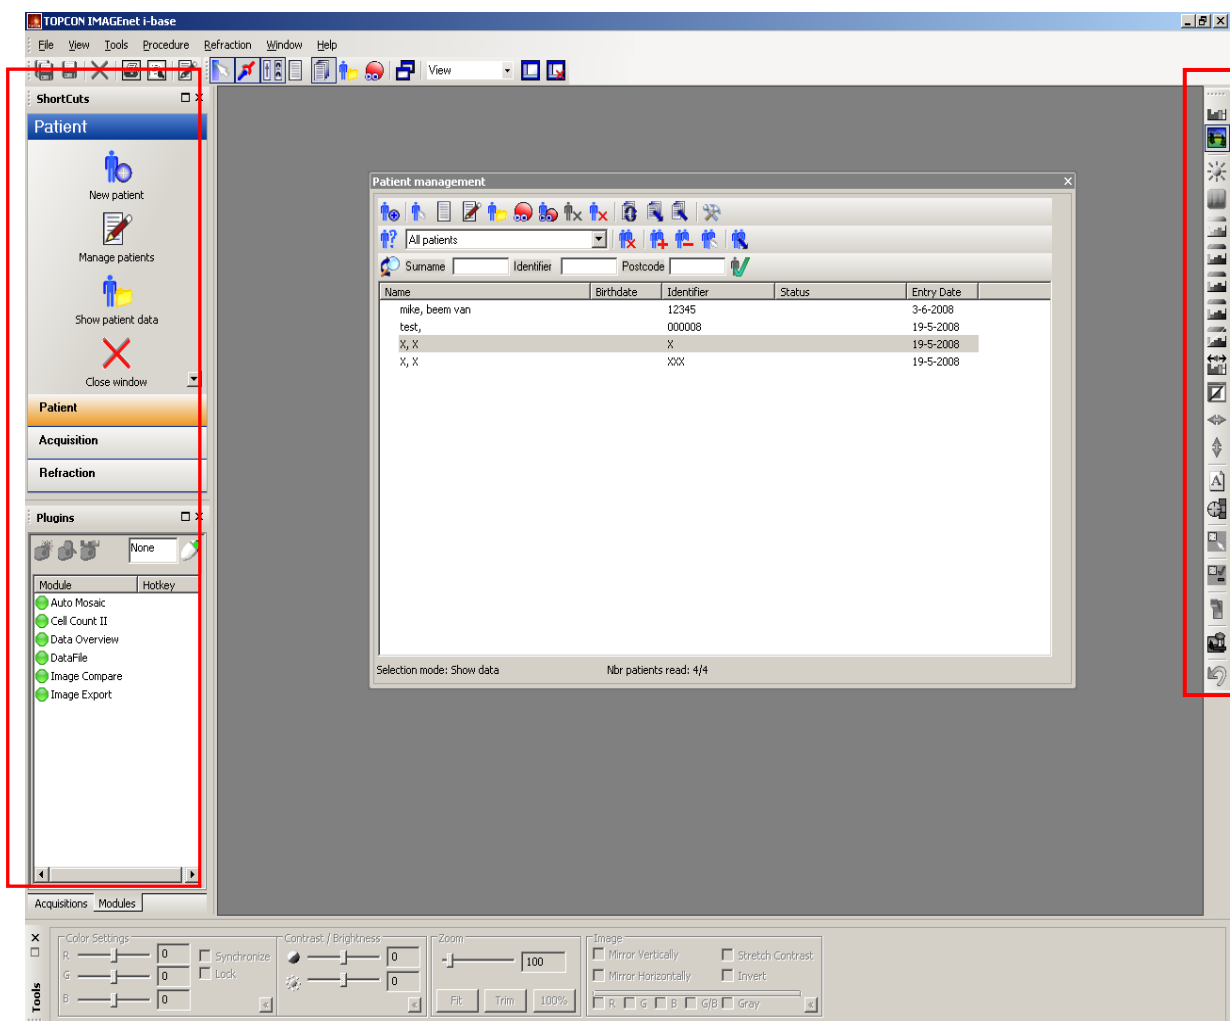 TOPCON IMAGEnet i-base
File View Tools Procedure Refraction Window Help
View
ShortCuts
Patient
New patient
Manage patients
Show patient data
Close window
Patient
Acquisition
Refraction
Plugins
None
Module Hotkey
Auto Mosaic
Cell Count II
Data Overview
DataFile
Image Compare
Image Export
Acquisitions Modules
Patient management
All patients
Surname Identifier Postcode
Name Birthdate Identifier Status Entry Date
mike, beem van 12345 3-6-2008
test, 000008 19-5-2008
X, X X 19-5-2008
X, X XXX 19-5-2008
Selection mode: Show data Nbr patients read: 4/4
Tools
Color Settings
R 0 Synchronize
G 0 Lock
B 0
Contrast / Brightness
0
0
Zoom
100
Fit Trim 100%
Image
Mirror Vertically Stretch Contrast
Mirror Horizontally Invert
R G B G/B Gray